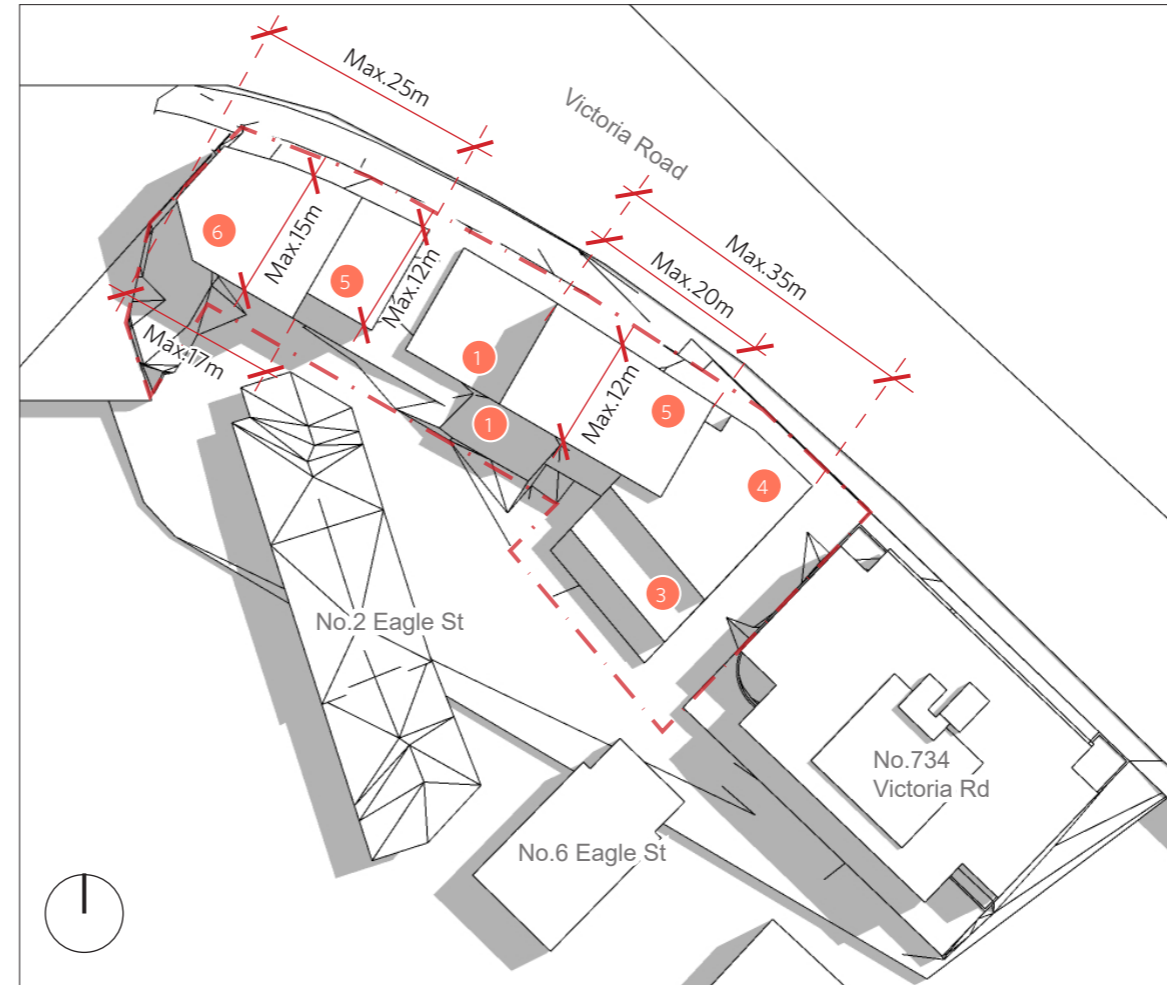 Max.25m
Victoria Road
Max.35m
6
Max.15m
5
Max.12m
Max.20m
1
Max.17m
Max.12m
5
1
4
3
No.2 Eagle St
No.734
Victoria Rd
No.6 Eagle St